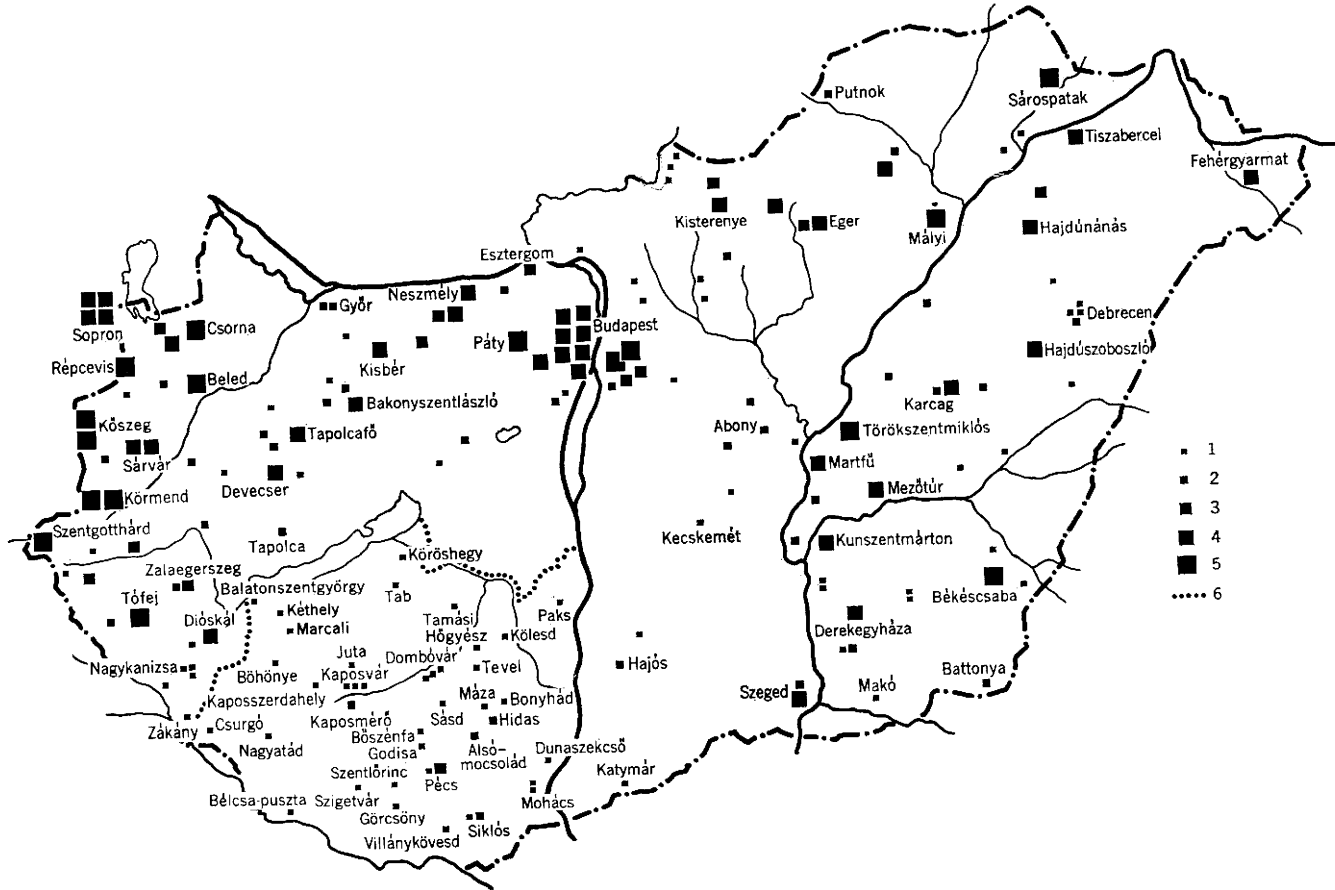 Putnok
Sárospatak
Tiszabercel
Fehérgyarmat
Kisterenye
Eger
Mályi
Hajdúnánás
Esztergom
Neszmély
Győr
Sopron
Csorna
Páty
Budapest
Debrecen
Répcevis
Kisbér
Hajdúszoboszló
Beled
Bakonyszentlászló
Karcag
Kőszeg
Tapolcafő
Abony
Törökszentmiklós
Sárvár
Martfű
1
2
3
4
5
6
Devecser
Körmend
Mezőtúr
Szentgotthárd
Tapolca
Kecskemét
Kunszentmárton
Köröshegy
Zalaegerszeg
Balatonszentgyörgy
Tab
Békéscsaba
Tófej
Kéthely
Dióskál
Marcali
Tamási
Paks
Hőgyész
Kölesd
Derekegyháza
Juta
Dombóvár
Nagykanizsa
Böhönye
Kaposvár
Tevel
Hajós
Battonya
Kaposszerdahely
Máza
Bonyhád
Szeged
Makó
Zákány
Csurgó
Kaposmérő
Sásd
Hidas
Nagyatád
Bőszénfa
Godisa
Alsó-
mocsolád
Dunaszekcső
Szentlőrinc
Pécs
Katymár
Bélcsa-puszta
Szigetvár
Görcsöny
Mohács
Villánykövesd
Siklós